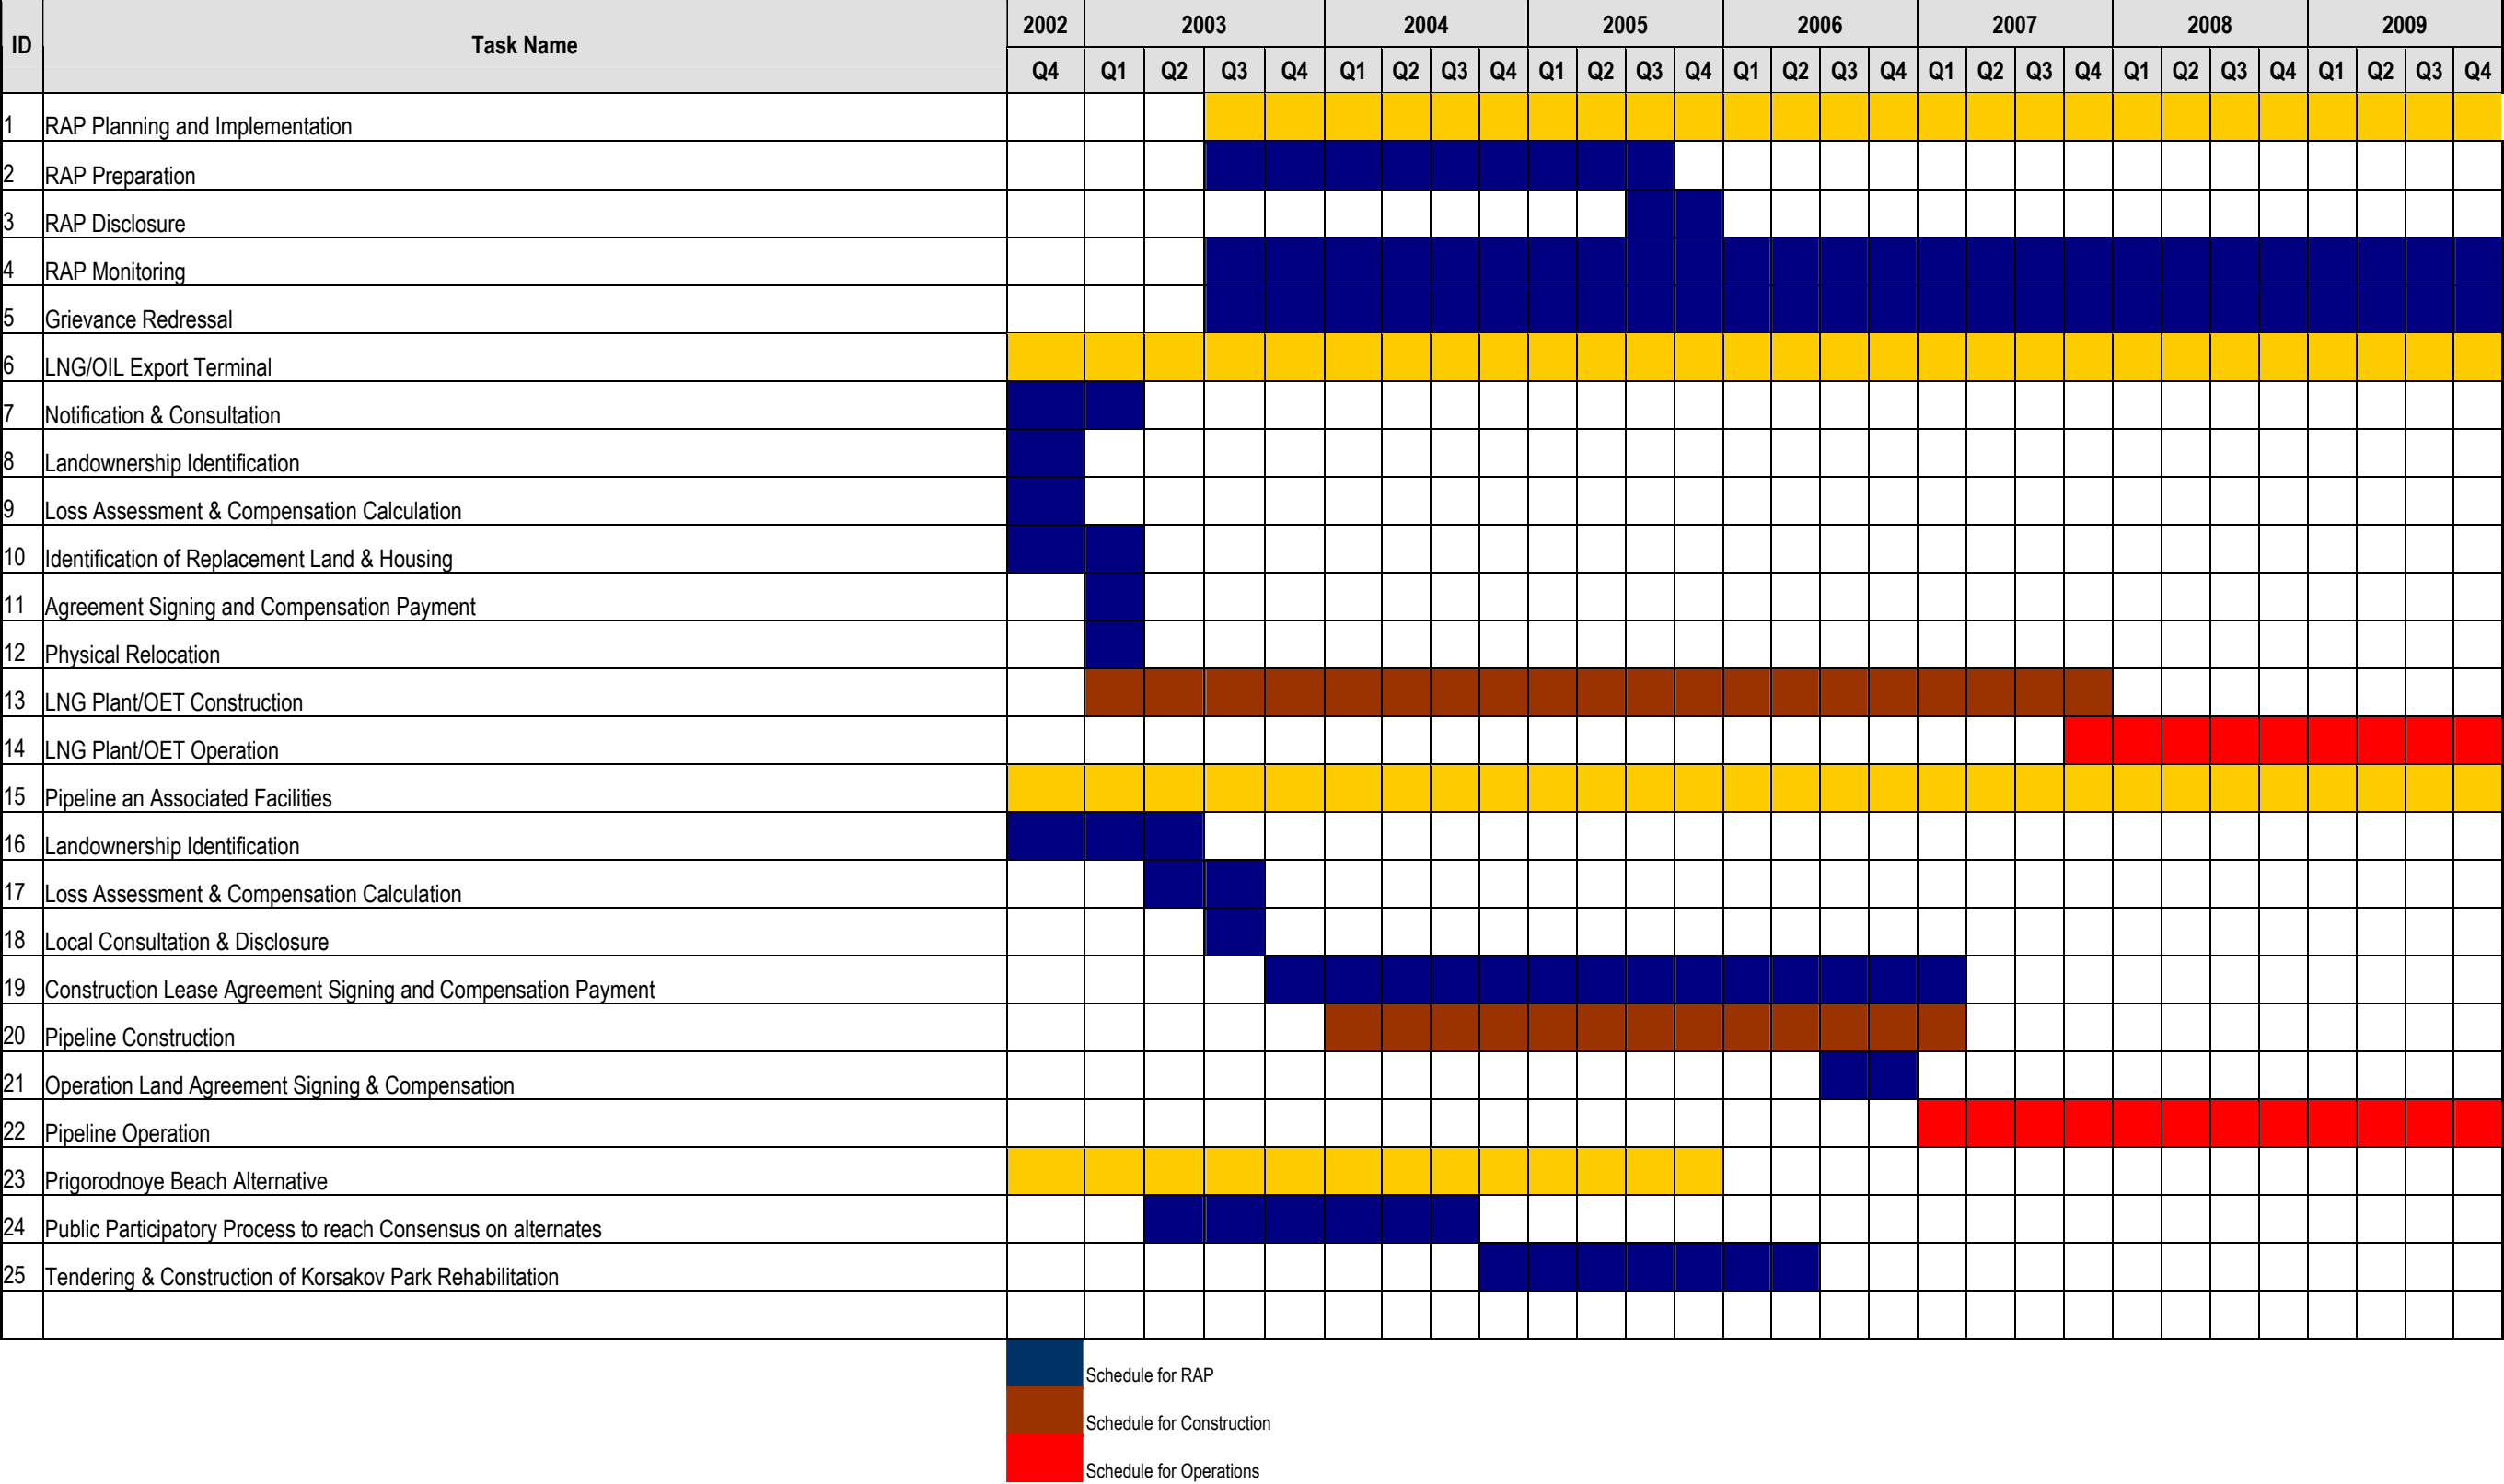 ID Task Name 2002 2003 2004 2005 2006 2007 2008 2009
Q4 Q1 Q2 Q3 Q4 Q1 Q2 Q3 Q4 Q1 Q2 Q3 Q4 Q1 Q2 Q3 Q4 Q1 Q2 Q3 Q4 Q1 Q2 Q3 Q4 Q1 Q2 Q3 Q4
1 RAP Planning and Implementation
2 RAP Preparation
3 RAP Disclosure
4 RAP Monitoring
5 Grievance Redressal
6 LNG/OIL Export Terminal
7 Notification & Consultation
8 Landownership Identification
9 Loss Assessment & Compensation Calculation
10 Identification of Replacement Land & Housing
11 Agreement Signing and Compensation Payment
12 Physical Relocation
13 LNG Plant/OET Construction
14 LNG Plant/OET Operation
15 Pipeline an Associated Facilities
16 Landownership Identification
17 Loss Assessment & Compensation Calculation
18 Local Consultation & Disclosure
19 Construction Lease Agreement Signing and Compensation Payment
20 Pipeline Construction
21 Operation Land Agreement Signing & Compensation
22 Pipeline Operation
23 Prigorodnoye Beach Alternative
24 Public Participatory Process to reach Consensus on alternates
25 Tendering & Construction of Korsakov Park Rehabilitation
Schedule for RAP
Schedule for Construction
Schedule for Operations